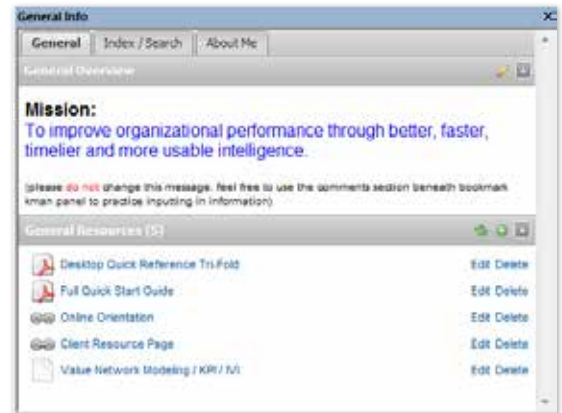 General Info
General Index / Search About Me
General Overview
Mission:
To improve organizational performance through better, faster,
timelier and more usable intelligence.
(please do not change this message. feel free to use the comments section beneath bookmark
kman panel to practice inputting in information)
General Resources (5)
Desktop Quick Reference Tri-Fold Edit Delete
Full Quick Start Guide Edit Delete
Online Orientation Edit Delete
Client Resource Page Edit Delete
Value Network Modeling / KPI / IVI Edit Delete